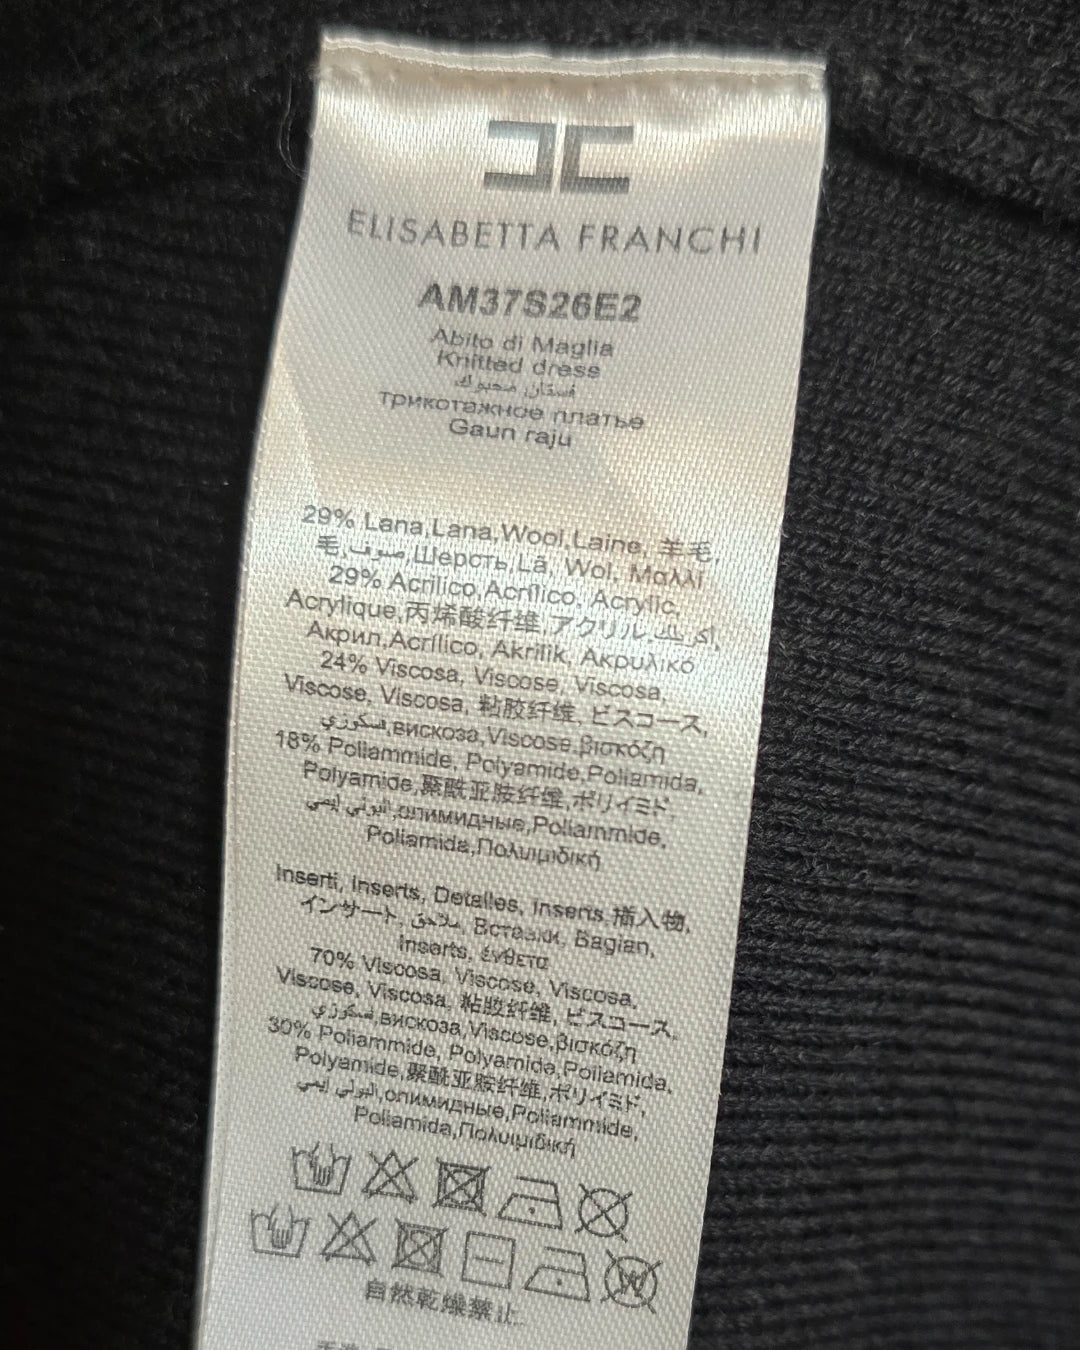 ELISABETTA FRANCHI
AM37S26E2
Abito di Maglia
Knitted dress
فستان محبوك
трикотажное платье
Gaun raju
29% Lana,Lana,Wool,Laine, 羊毛,
毛,صوف,Шерсть,Lã, Wol, Μαλλί
29% Acrilico,Acrílico, Acrylic,
Acrylique,丙烯酸纤维,アクリル,اكريليك,
Акрил,Acrílico, Akrilik, Ακρυλικό
24% Viscosa, Viscose, Viscosa,
Viscose, Viscosa, 粘胶纤维, ビスコース,
فسكوزي,вискоза,Viscose,βισκόζη
18% Poliammide, Polyamide,Poliamida,
Polyamide,聚酰亚胺纤维,ポリイミド,
البولي ايمي,олимидные,Poliammide,
Poliamida,Πολυιμιδική
Inserti, Inserts, Detalles, Inserts,插入物,
インサート, ملاحق, Вставки, Bagian,
Inserts, ένθετα
70% Viscosa, Viscose, Viscosa,
Viscose, Viscosa, 粘胶纤维, ビスコース,
فسكوزي,вискоза,Viscose,βισκόζη
30% Poliammide, Polyamide,Poliamida,
Polyamide,聚酰亚胺纤维,ポリイミド,
البولي ايمي,олимидные,Poliammide,
Poliamida,Πολυιμιδική
W
自然乾燥禁止